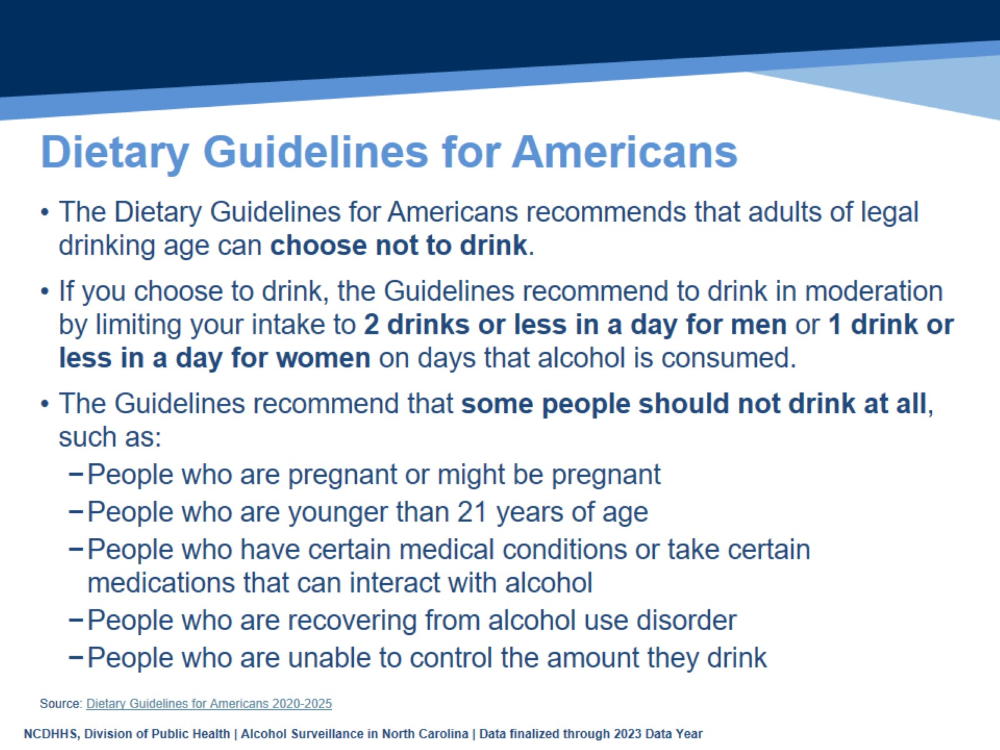 Dietary Guidelines for Americans
• The Dietary Guidelines for Americans recommends that adults of legal
drinking age can choose not to drink.
• If you choose to drink, the Guidelines recommend to drink in moderation
by limiting your intake to 2 drinks or less in a day for men or 1 drink or
less in a day for women on days that alcohol is consumed.
• The Guidelines recommend that some people should not drink at all,
such as:
−People who are pregnant or might be pregnant
−People who are younger than 21 years of age
−People who have certain medical conditions or take certain
medications that can interact with alcohol
−People who are recovering from alcohol use disorder
−People who are unable to control the amount they drink
Source: Dietary Guidelines for Americans 2020-2025
NCDHHS, Division of Public Health | Alcohol Surveillance in North Carolina | Data finalized through 2023 Data Year